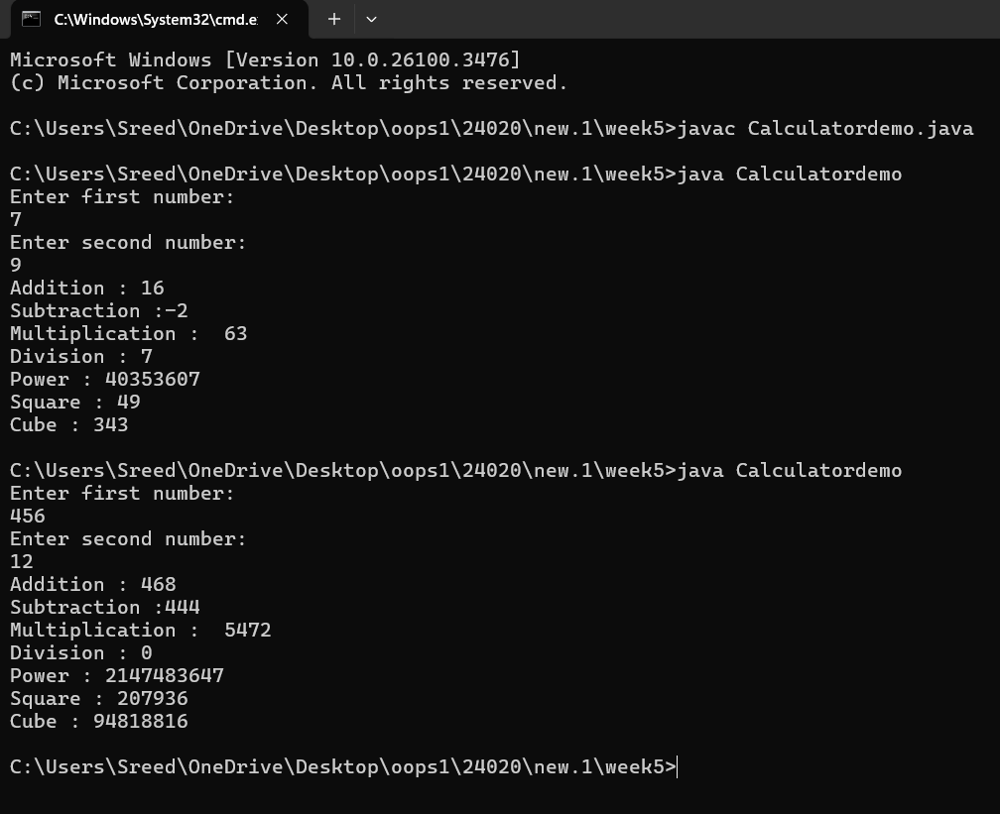 C:\Windows\System32\cmd.e
Microsoft Windows [Version 10.0.26100.3476]
(c) Microsoft Corporation. All rights reserved.
C:\Users\Sreed\OneDrive\Desktop\oops1\24020\new.1\week5>javac Calculatordemo.java
C:\Users\Sreed\OneDrive\Desktop\oops1\24020\new.1\week5>java Calculatordemo
Enter first number:
7
Enter second number:
9
Addition : 16
Subtraction :-2
Multiplication :  63
Division : 7
Power : 40353607
Square : 49
Cube : 343
C:\Users\Sreed\OneDrive\Desktop\oops1\24020\new.1\week5>java Calculatordemo
Enter first number:
456
Enter second number:
12
Addition : 468
Subtraction :444
Multiplication :  5472
Division : 0
Power : 2147483647
Square : 207936
Cube : 94818816
C:\Users\Sreed\OneDrive\Desktop\oops1\24020\new.1\week5>